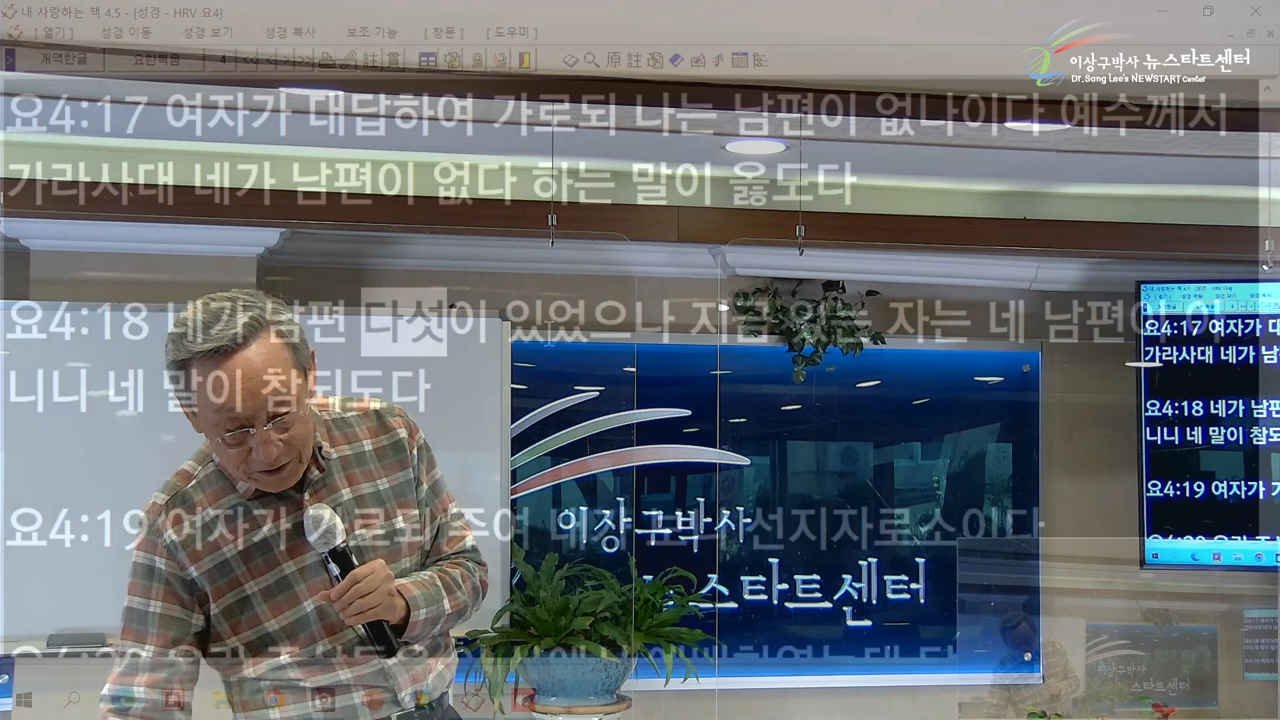 내 사랑하는 책 4.5 - [성경 - HRV 요4]
[ 열기 ] 성경 이동 성경 보기 성경 복사 보조 기능 [ 창문 ] [ 도우미 ]
개역한글 요한복음 4
이상구박사 뉴스타트센터
Dr. Sang Lee's NEWSTART Center
요4:17 여자가 대답하여 가로되 나는 남편이 없나이다 예수께서
가라사대 네가 남편이 없다 하는 말이 옳도다
요4:18 네가 남편 다섯이 있었으나 지금 있는 자는 네 남편이 아
니니 네 말이 참되도다
요4:19 여자가 가로되 주여 내가 보니 선지자로소이다
이상구박사
스타트센터
요4:17 여자가 대
가라사대 네가 남
요4:18 네가 남편
니니 네 말이 참도
요4:19 여자가 가